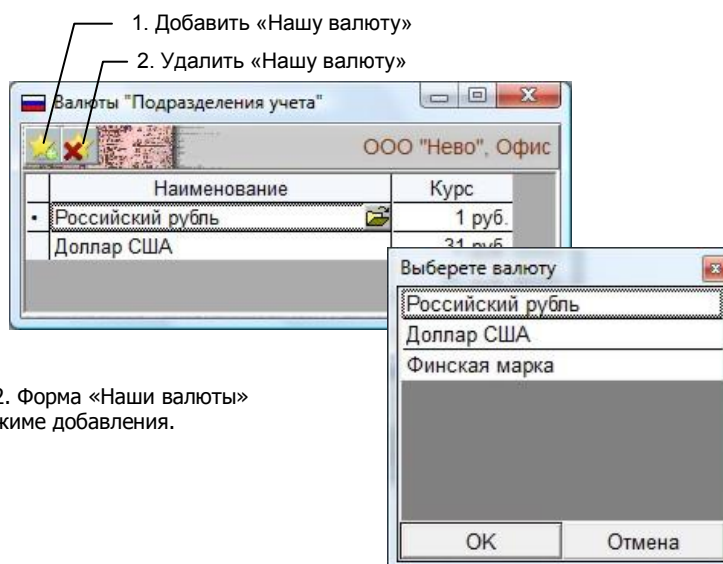 1. Добавить «Нашу валюту»
2. Удалить «Нашу валюту»
Валюты "Подразделения учета"
ООО "Нево", Офис
Наименование Курс
Российский рубль 1 руб.
Доллар США 31 руб.
Выберете валюту
Российский рубль
Доллар США
Финская марка
OK Отмена
2. Форма «Наши валюты»
жиме добавления.